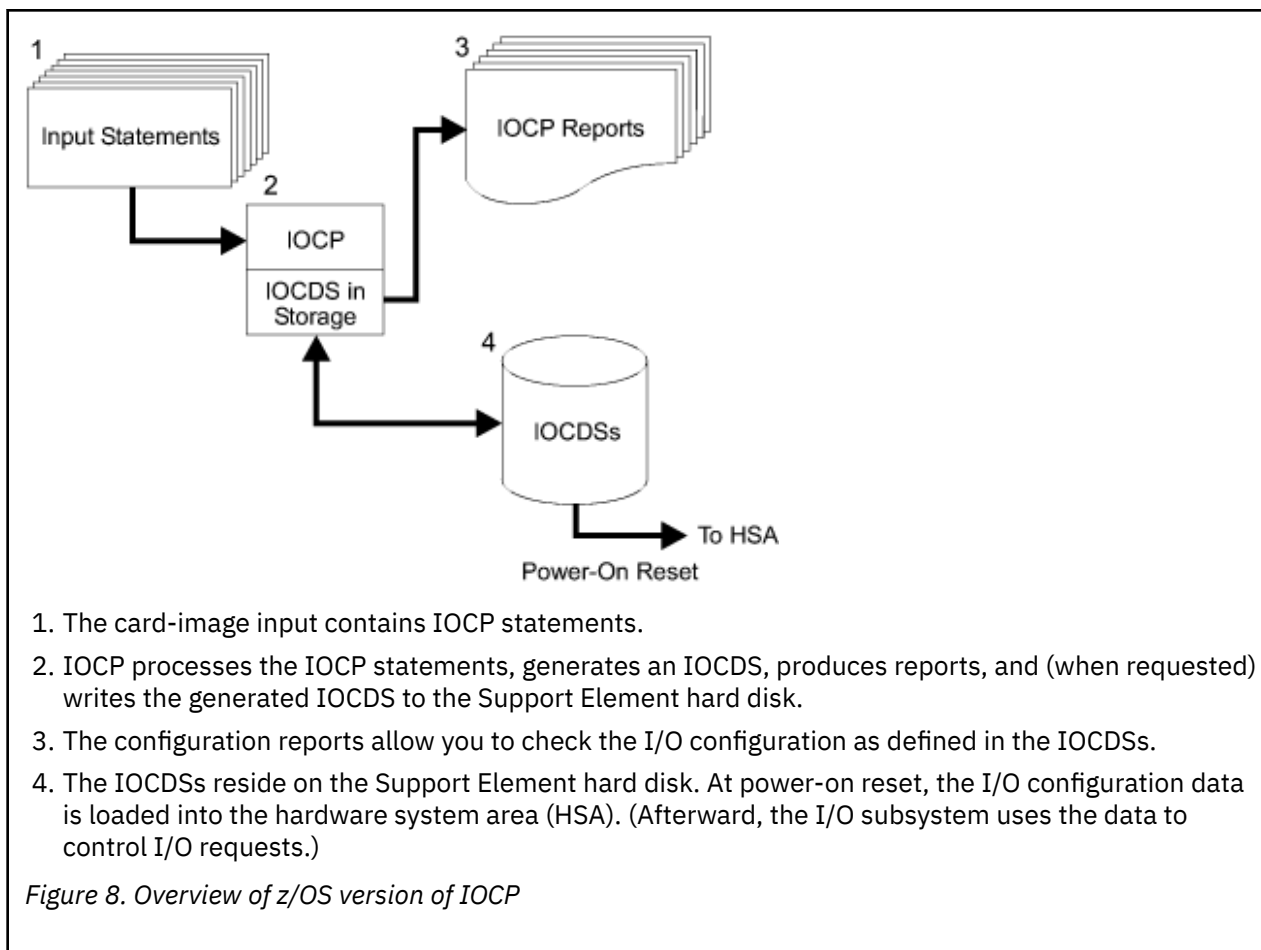 1
Input Statements
2
IOCP
IOCDS in
Storage
3
IOCP Reports
4
IOCDSs
To HSA
Power-On Reset
1. The card-image input contains IOCP statements.
2. IOCP processes the IOCP statements, generates an IOCDS, produces reports, and (when requested)
writes the generated IOCDS to the Support Element hard disk.
3. The configuration reports allow you to check the I/O configuration as defined in the IOCDSs.
4. The IOCDSs reside on the Support Element hard disk. At power-on reset, the I/O configuration data
is loaded into the hardware system area (HSA). (Afterward, the I/O subsystem uses the data to
control I/O requests.)
Figure 8. Overview of z/OS version of IOCP